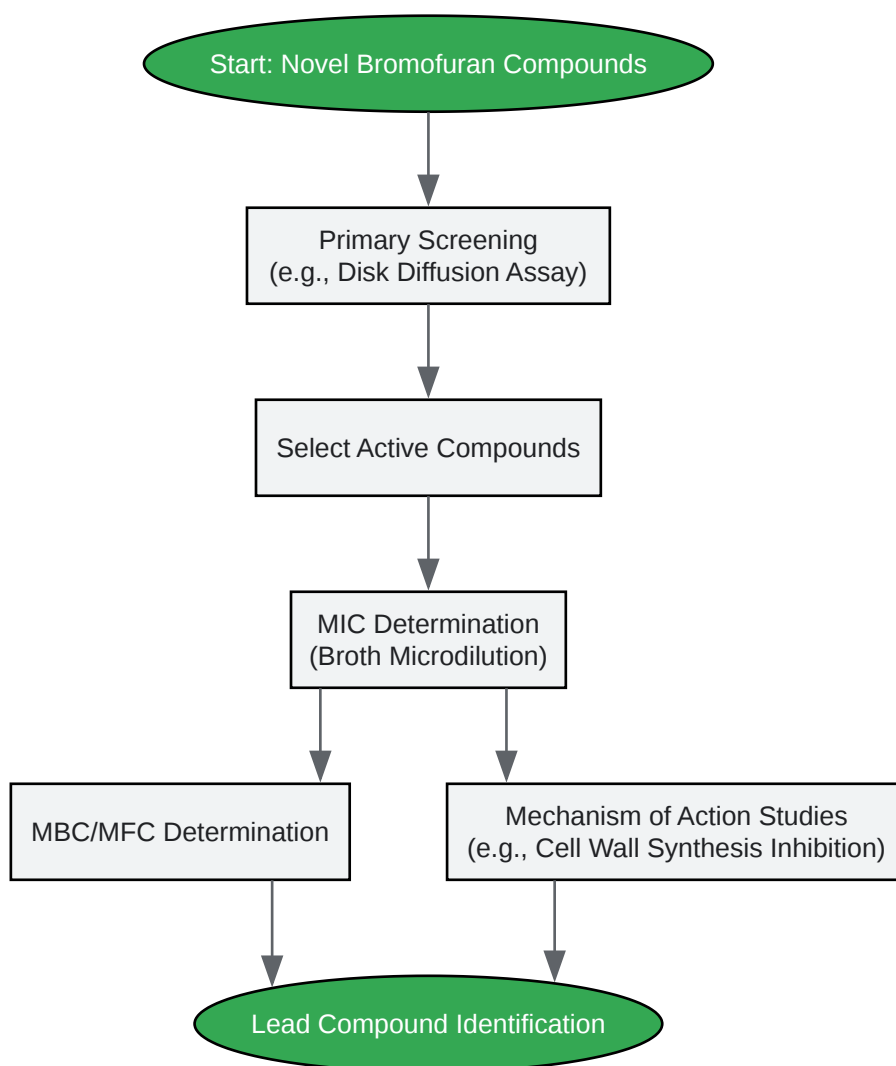 Start: Novel Bromofuran Compounds
Primary Screening
(e.g., Disk Diffusion Assay)
Select Active Compounds
MIC Determination
(Broth Microdilution)
MBC/MFC Determination
Mechanism of Action Studies
(e.g., Cell Wall Synthesis Inhibition)
Lead Compound Identification